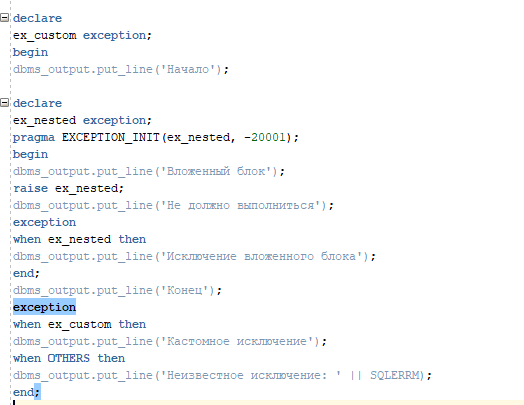 declare
ex_custom exception;
begin
dbms_output.put_line('Начало');
declare
ex_nested exception;
pragma EXCEPTION_INIT(ex_nested, -20001);
begin
dbms_output.put_line('Вложенный блок');
raise ex_nested;
dbms_output.put_line('Не должно выполниться');
exception
when ex_nested then
dbms_output.put_line('Исключение вложенного блока');
end;
dbms_output.put_line('Конец');
exception
when ex_custom then
dbms_output.put_line('Кастомное исключение');
when OTHERS then
dbms_output.put_line('Неизвестное исключение: ' || SQLERRM);
end;